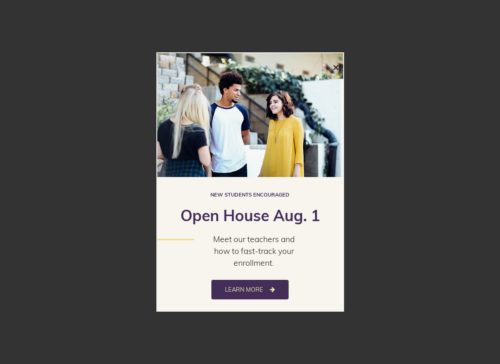 NEW STUDENTS ENCOURAGED
Open House Aug. 1
Meet our teachers and
how to fast-track your
enrollment.
LEARN MORE